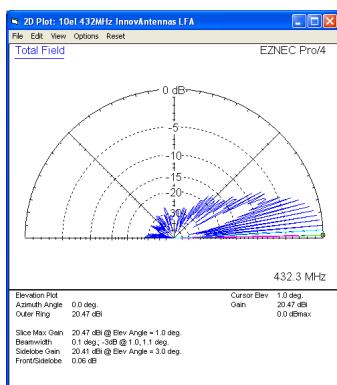 2D Plot: 10el 432MHz InnovAntennas LFA
File Edit View Options Reset
Total Field EZNEC Pro/4
0 dB
-5
-10
-15
-20
-30
432.3 MHz
Elevation Plot Cursor Elev 1.0 deg.
Azimuth Angle 0.0 deg. Gain 20.47 dBi
Outer Ring 20.47 dBi 0.0 dBmax
Slice Max Gain 20.47 dBi @ Elev Angle = 1.0 deg.
Beamwidth 0.1 deg.; -3dB @ 1.0, 1.1 deg.
Sidelobe Gain 20.41 dBi @ Elev Angle = 3.0 deg.
Front/Sidelobe 0.06 dB